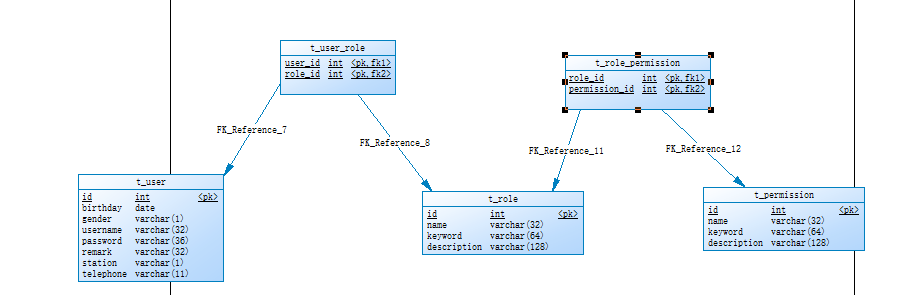 t_user_role
user_id int <pk,fk1>
role_id int <pk,fk2>
t_role_permission
role_id int <pk,fk1>
permission_id int <pk,fk2>
FK_Reference_7
FK_Reference_8
FK_Reference_11
FK_Reference_12
t_user
id int <pk>
birthday date
gender varchar(1)
username varchar(32)
password varchar(36)
remark varchar(32)
station varchar(1)
telephone varchar(11)
t_role
id int <pk>
name varchar(32)
keyword varchar(64)
description varchar(128)
t_permission
id int <pk>
name varchar(32)
keyword varchar(64)
description varchar(128)